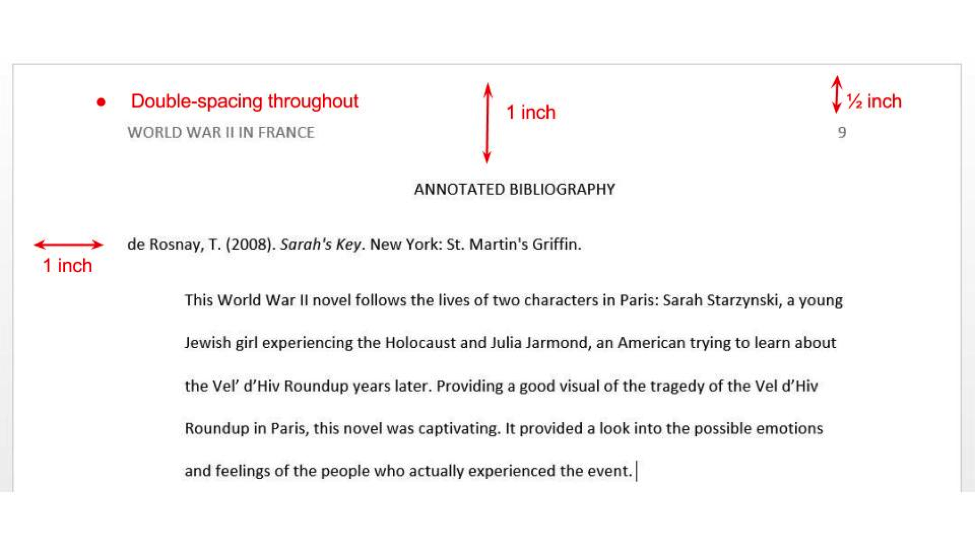 ● Double-spacing throughout
1 inch
½ inch
WORLD WAR II IN FRANCE 9
ANNOTATED BIBLIOGRAPHY
de Rosnay, T. (2008). Sarah's Key. New York: St. Martin's Griffin.
1 inch
This World War II novel follows the lives of two characters in Paris: Sarah Starzynski, a young
Jewish girl experiencing the Holocaust and Julia Jarmond, an American trying to learn about
the Vel’ d’Hiv Roundup years later. Providing a good visual of the tragedy of the Vel d’Hiv
Roundup in Paris, this novel was captivating. It provided a look into the possible emotions
and feelings of the people who actually experienced the event.